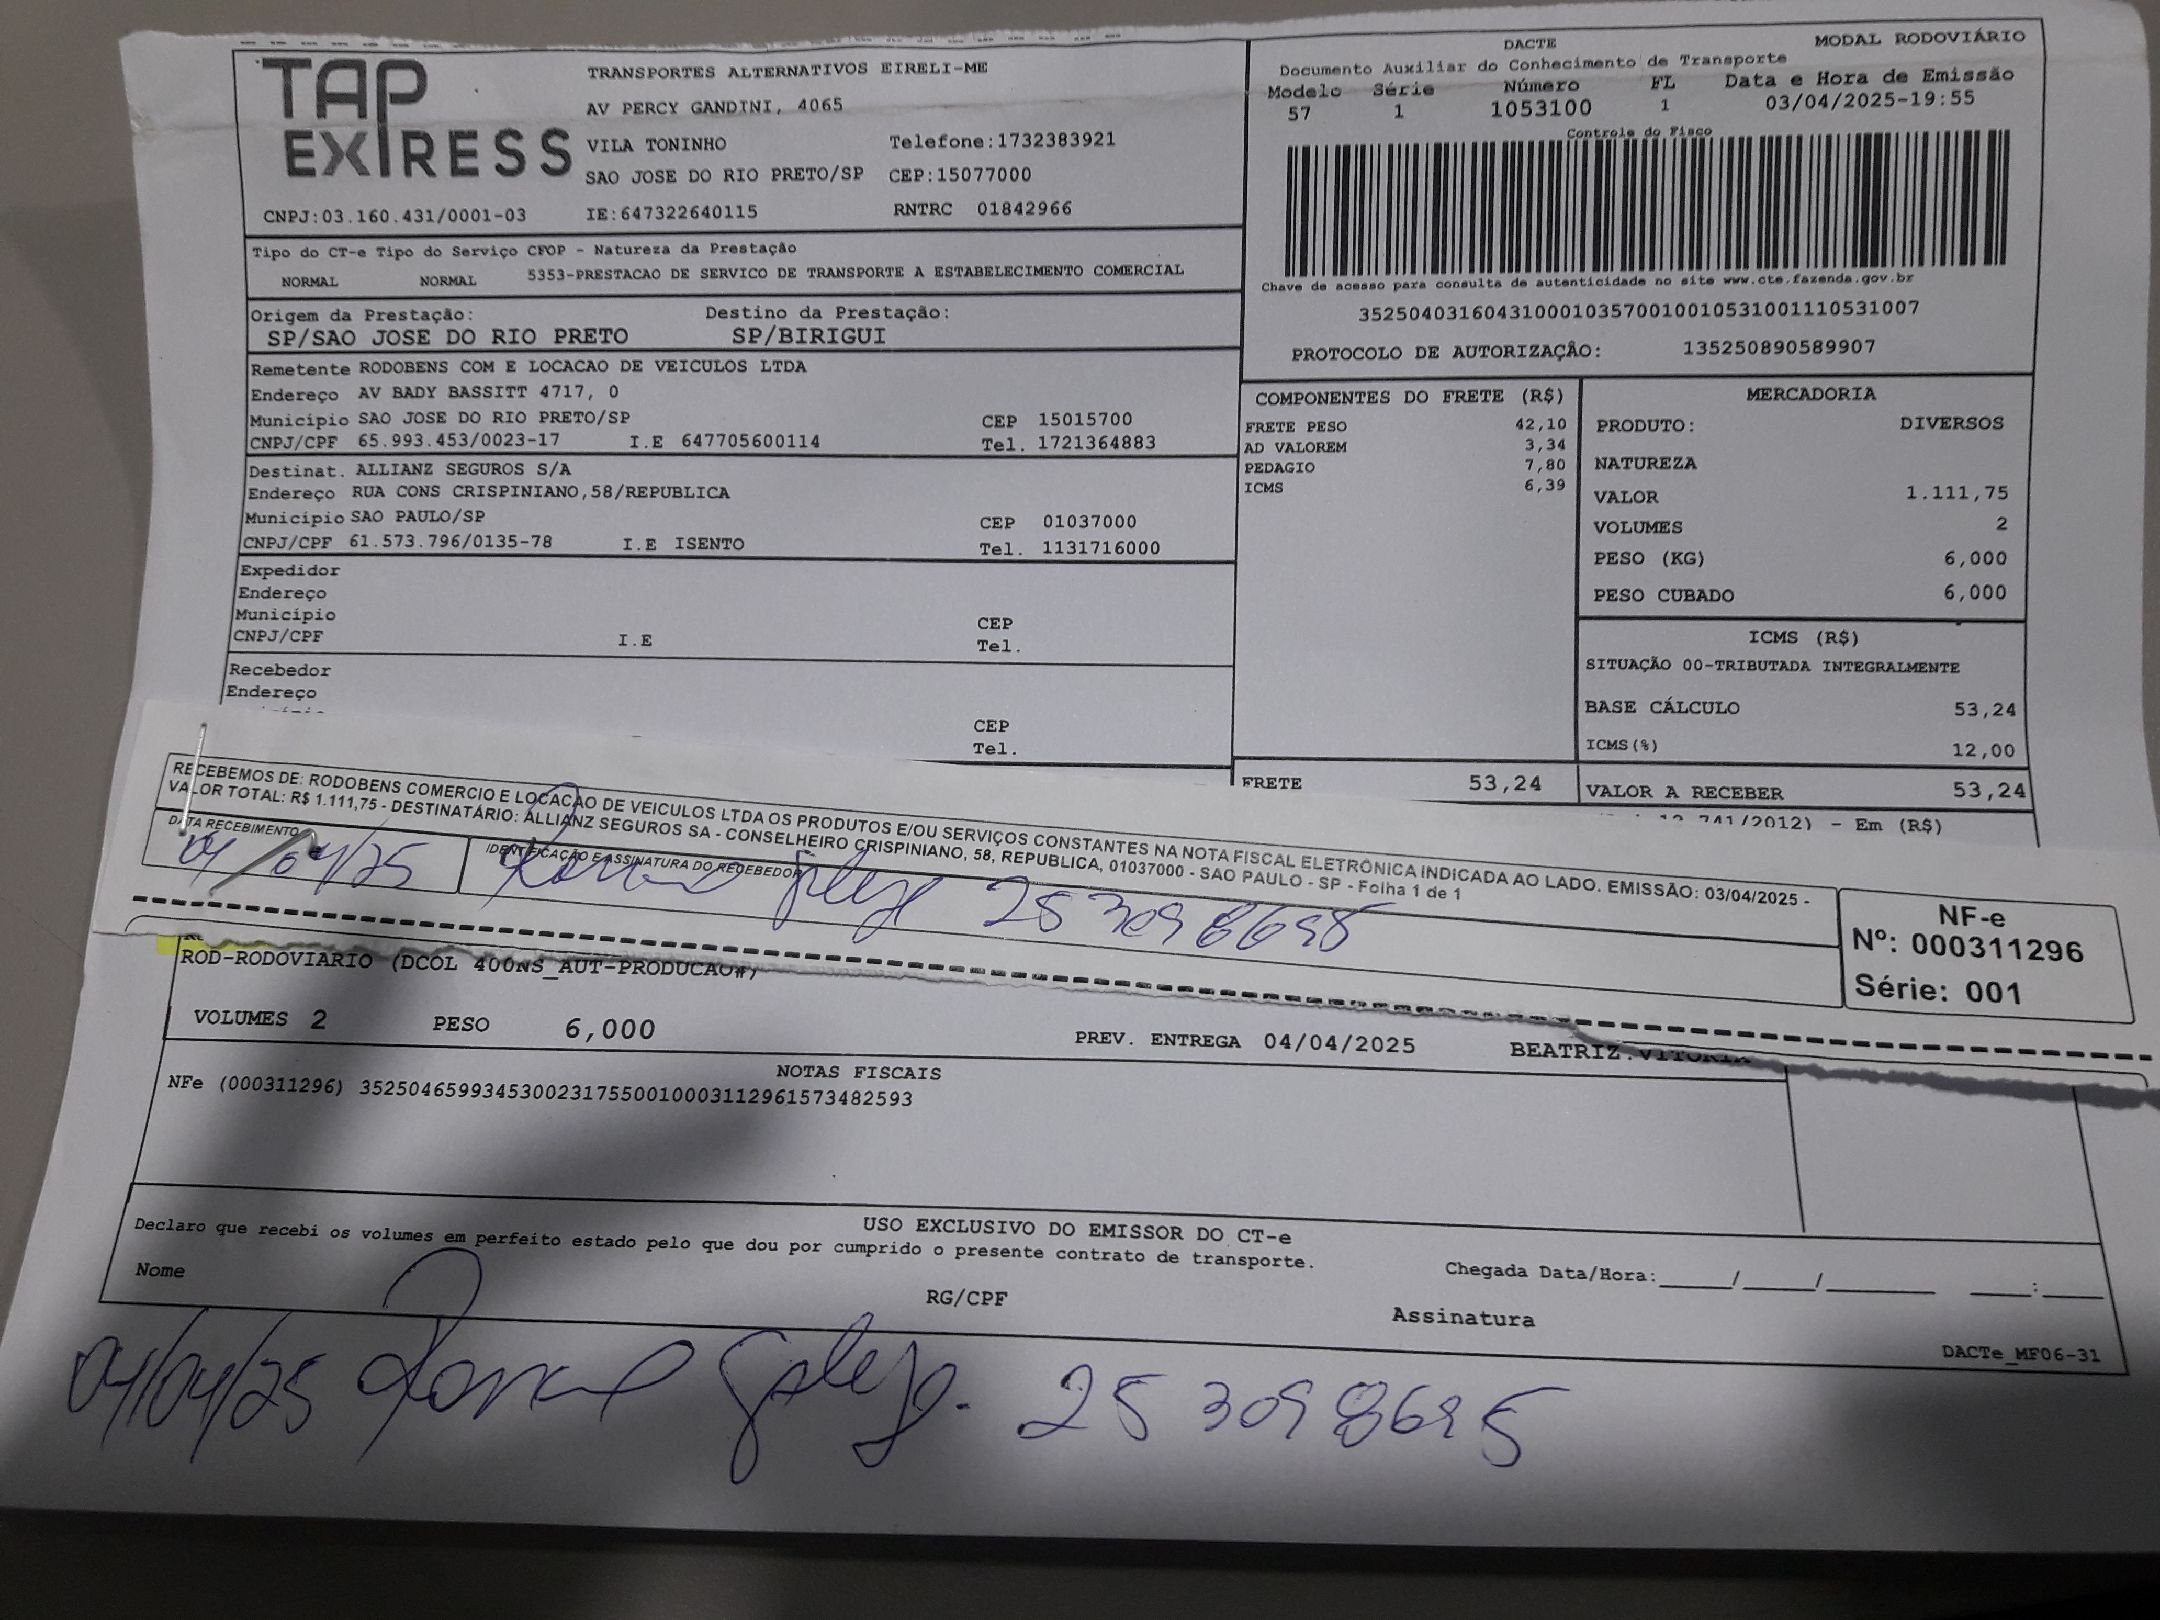 TAP
EXPRESS
TRANSPORTES ALTERNATIVOS EIRELI-ME
AV PERCY GANDINI, 4065
VILA TONINHO Telefone:1732383921
SAO JOSE DO RIO PRETO/SP CEP:15077000
CNPJ:03.160.431/0001-03 IE:647322640115 RNTRC 01842966
DACTE MODAL RODOVIÁRIO
Documento Auxiliar do Conhecimento de Transporte
Modelo Série Número FL Data e Hora de Emissão
57 1 1053100 1 03/04/2025-19:55
Controle do Fisco
Chave de acesso para consulta de autenticidade no site www.cte.fazenda.gov.br
35250403160431000103570010010531001110531007
PROTOCOLO DE AUTORIZAÇÃO: 135250890589907
Tipo do CT-e Tipo do Serviço CFOP - Natureza da Prestação
NORMAL NORMAL 5353-PRESTACAO DE SERVICO DE TRANSPORTE A ESTABELECIMENTO COMERCIAL
Origem da Prestação: Destino da Prestação:
SP/SAO JOSE DO RIO PRETO SP/BIRIGUI
Remetente RODOBENS COM E LOCACAO DE VEICULOS LTDA
Endereço AV BADY BASSITT 4717, 0
Município SAO JOSE DO RIO PRETO/SP CEP 15015700
CNPJ/CPF 65.993.453/0023-17 I.E 647705600114 Tel. 1721364883
Destinat. ALLIANZ SEGUROS S/A
Endereço RUA CONS CRISPINIANO,58/REPUBLICA
Município SAO PAULO/SP CEP 01037000
CNPJ/CPF 61.573.796/0135-78 I.E ISENTO Tel. 1131716000
Expedidor
Endereço
Município CEP
CNPJ/CPF I.E Tel.
Recebedor
Endereço
CEP
Tel.
COMPONENTES DO FRETE (R$)
FRETE PESO 42,10
AD VALOREM 3,34
PEDAGIO 7,80
ICMS 6,39
FRETE 53,24
MERCADORIA
PRODUTO: DIVERSOS
NATUREZA
VALOR 1.111,75
VOLUMES 2
PESO (KG) 6,000
PESO CUBADO 6,000
ICMS (R$)
SITUAÇÃO 00-TRIBUTADA INTEGRALMENTE
BASE CÁLCULO 53,24
ICMS(%) 12,00
VALOR A RECEBER 53,24
12.741/2012) - Em (R$)
RECEBEMOS DE: RODOBENS COMERCIO E LOCACAO DE VEICULOS LTDA OS PRODUTOS E/OU SERVIÇOS CONSTANTES NA NOTA FISCAL ELETRÔNICA INDICADA AO LADO. EMISSÃO: 03/04/2025 -
VALOR TOTAL: R$ 1.111,75 - DESTINATÁRIO: ALLIANZ SEGUROS SA - CONSELHEIRO CRISPINIANO, 58, REPUBLICA, 01037000 - SAO PAULO - SP - Folha 1 de 1
DATA RECEBIMENTO IDENTIFICAÇÃO E ASSINATURA DO RECEBEDOR
04/04/25
NF-e
Nº: 000311296
Série: 001
ROD-RODOVIARIO (DCOL 400NS_AUT-PRODUCAO#)
VOLUMES 2 PESO 6,000 PREV. ENTREGA 04/04/2025 BEATRIZ.VITORIA
NOTAS FISCAIS
NFe (000311296) 35250465993453002317550010003112961573482593
USO EXCLUSIVO DO EMISSOR DO CT-e
Declaro que recebi os volumes em perfeito estado pelo que dou por cumprido o presente contrato de transporte.
Nome RG/CPF Assinatura Chegada Data/Hora:_____/_____/_______ ____:____
DACTe_MF06-31
04/04/25